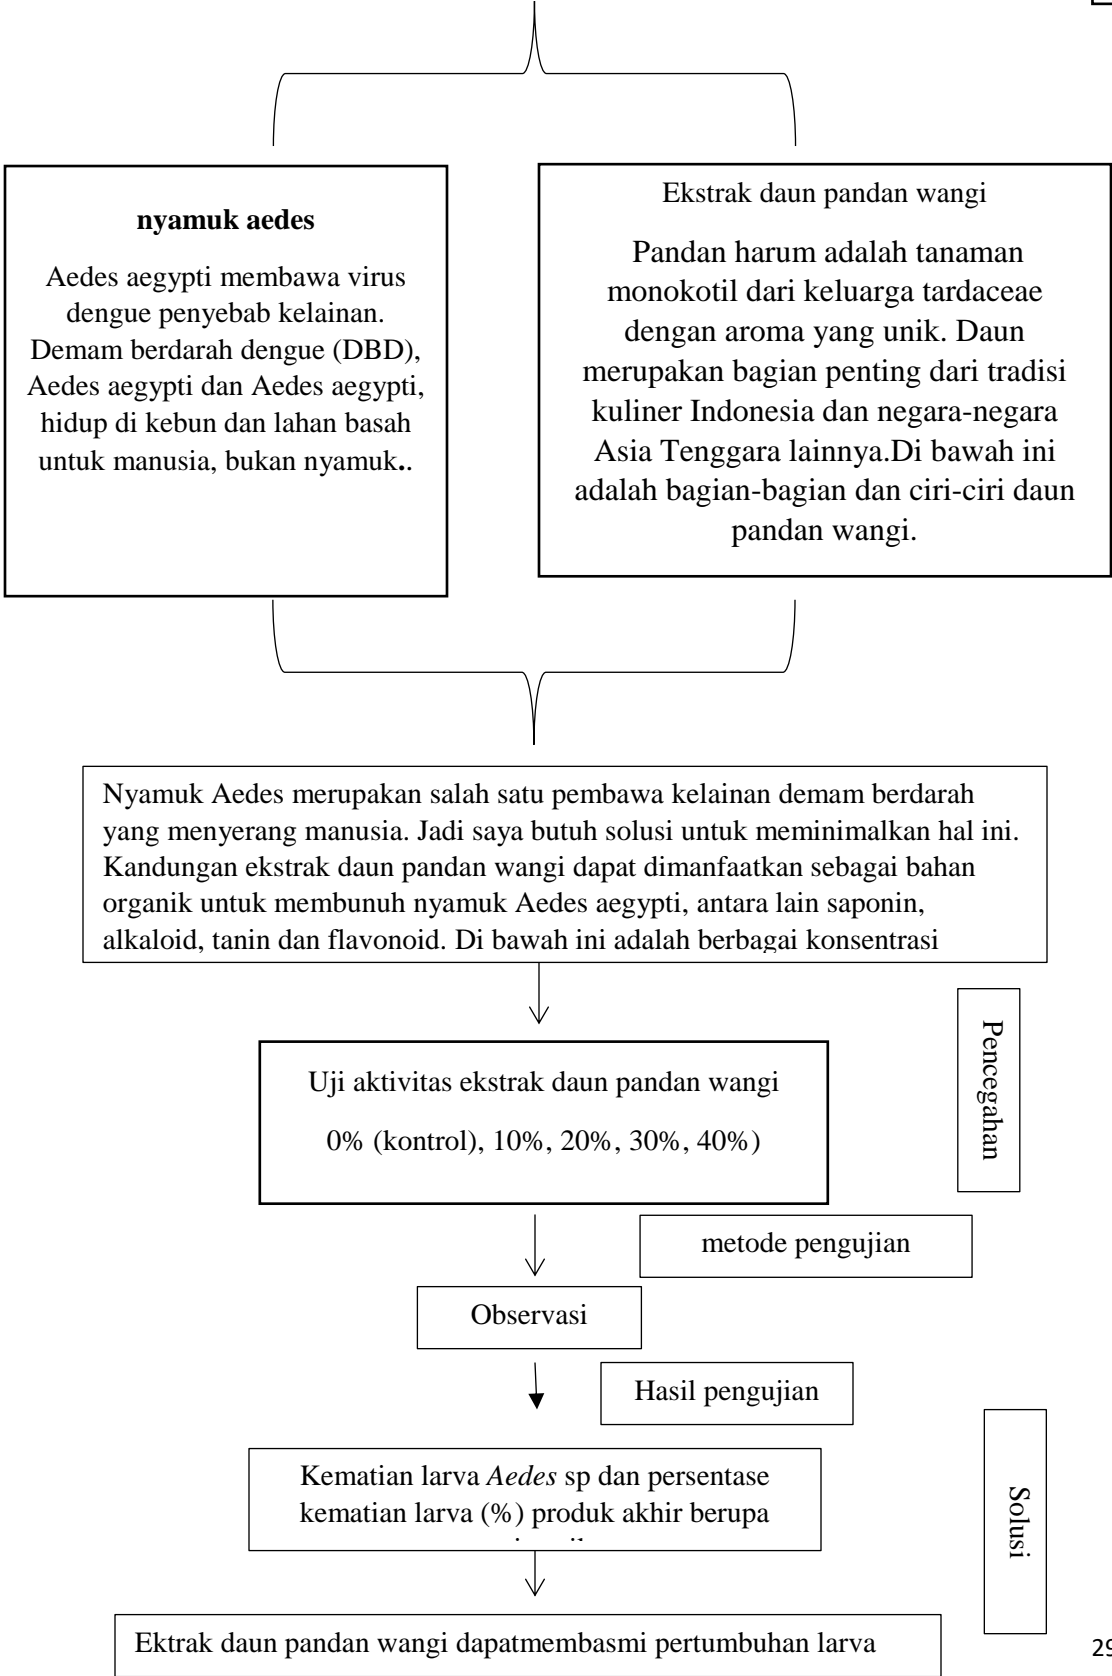 nyamuk aedes
Aedes aegypti membawa virus
dengue penyebab kelainan.
Demam berdarah dengue (DBD),
Aedes aegypti dan Aedes aegypti,
hidup di kebun dan lahan basah
untuk manusia, bukan nyamuk..
Ekstrak daun pandan wangi
Pandan harum adalah tanaman
monokotil dari keluarga tardaceae
dengan aroma yang unik. Daun
merupakan bagian penting dari tradisi
kuliner Indonesia dan negara-negara
Asia Tenggara lainnya.Di bawah ini
adalah bagian-bagian dan ciri-ciri daun
pandan wangi.
Nyamuk Aedes merupakan salah satu pembawa kelainan demam berdarah
yang menyerang manusia. Jadi saya butuh solusi untuk meminimalkan hal ini.
Kandungan ekstrak daun pandan wangi dapat dimanfaatkan sebagai bahan
organik untuk membunuh nyamuk Aedes aegypti, antara lain saponin,
alkaloid, tanin dan flavonoid. Di bawah ini adalah berbagai konsentrasi
Pencegahan
Uji aktivitas ekstrak daun pandan wangi
0% (kontrol), 10%, 20%, 30%, 40%)
metode pengujian
Observasi
Hasil pengujian
Kematian larva Aedes sp dan persentase
kematian larva (%) produk akhir berupa
Solusi
Ektrak daun pandan wangi dapatmembasmi pertumbuhan larva
29